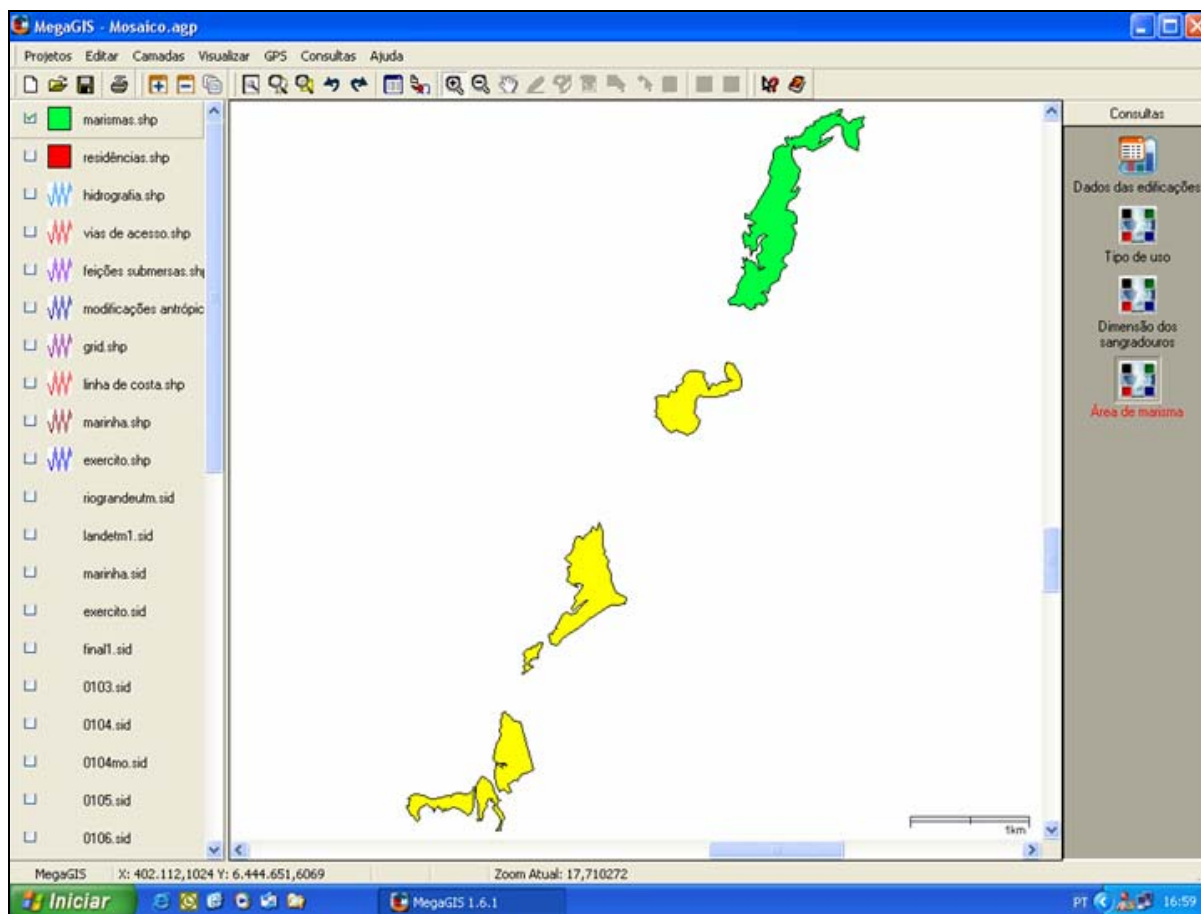 MegaGIS - Mosaico.agp
Projetos Editar Camadas Visualizar GPS Consultas Ajuda
marismas.shp
residências.shp
hidrografia.shp
vias de acesso.shp
feições submersas.shp
modificações antrópic
grid.shp
linha de costa.shp
marinha.shp
exercito.shp
riograndeutm.sid
landetm1.sid
marinha.sid
exercito.sid
final1.sid
0103.sid
0104.sid
0104mo.sid
0105.sid
0106.sid
1km
Consultas
Dados das edificações
Tipo de uso
Dimensão dos
sangradouros
Área de marisma
MegaGIS X: 402.112,1024 Y: 6.444.651,6069 Zoom Atual: 17,710272
Iniciar MegaGIS 1.6.1 PT 16:59